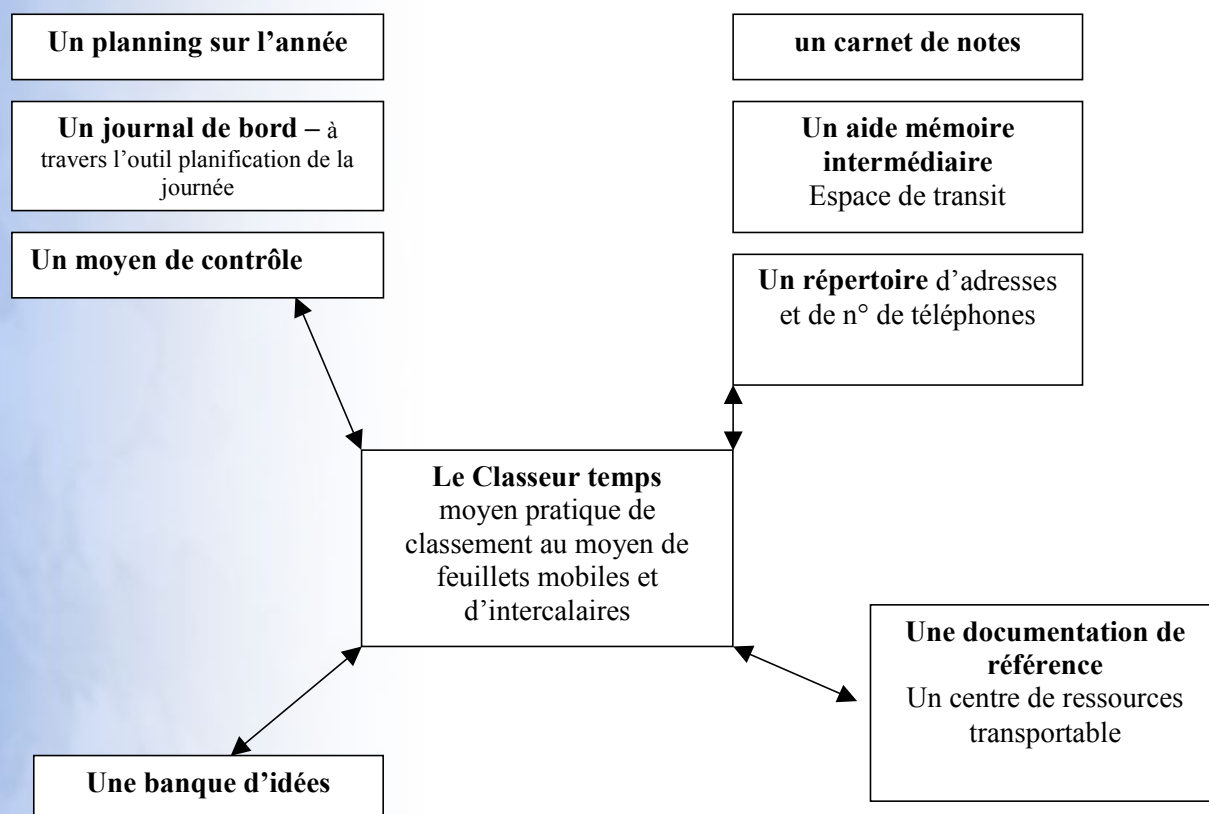 Un planning sur l’année
Un journal de bord – à
travers l’outil planification de la
journée
Un moyen de contrôle
un carnet de notes
Un aide mémoire
intermédiaire
Espace de transit
Un répertoire d’adresses
et de n° de téléphones
Le Classeur temps
moyen pratique de
classement au moyen de
feuillets mobiles et
d’intercalaires
Une documentation de
référence
Un centre de ressources
transportable
Une banque d’idées